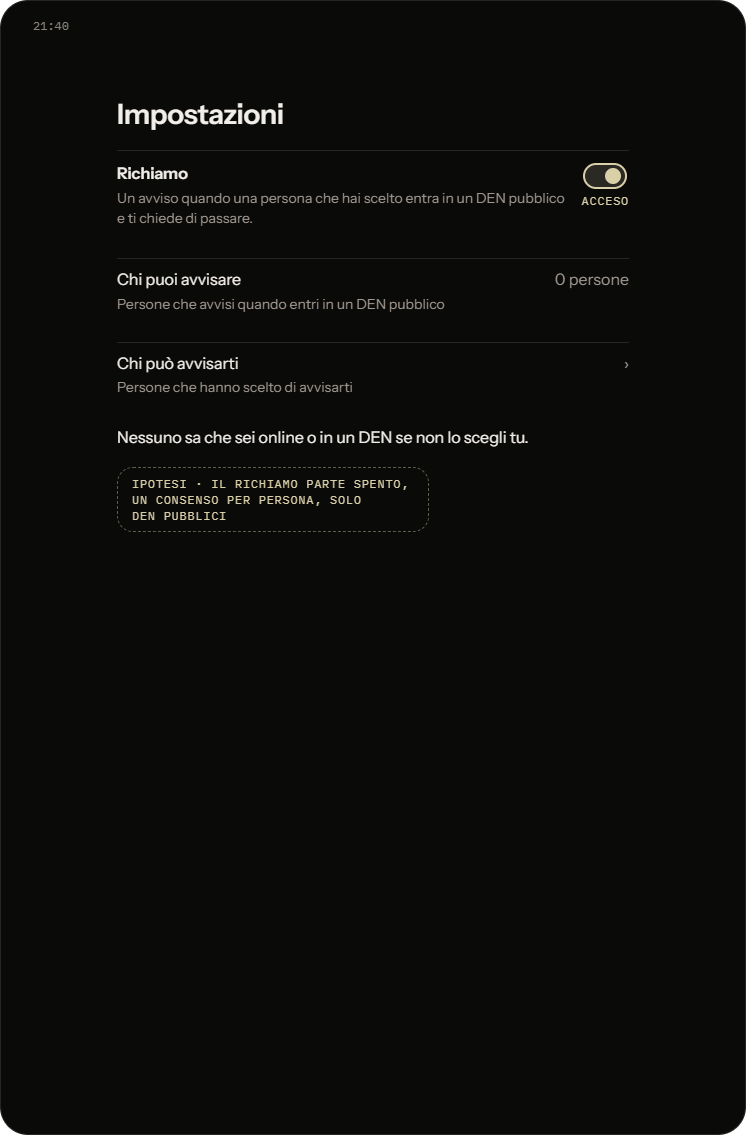 21:40
Impostazioni
Richiamo
Un avviso quando una persona che hai scelto entra in un DEN pubblico
e ti chiede di passare.
ACCESO
Chi puoi avvisare
0 persone
Persone che avvisi quando entri in un DEN pubblico
Chi può avvisarti
›
Persone che hanno scelto di avvisarti
Nessuno sa che sei online o in un DEN se non lo scegli tu.
IPOTESI · IL RICHIAMO PARTE SPENTO,
UN CONSENSO PER PERSONA, SOLO
DEN PUBBLICI